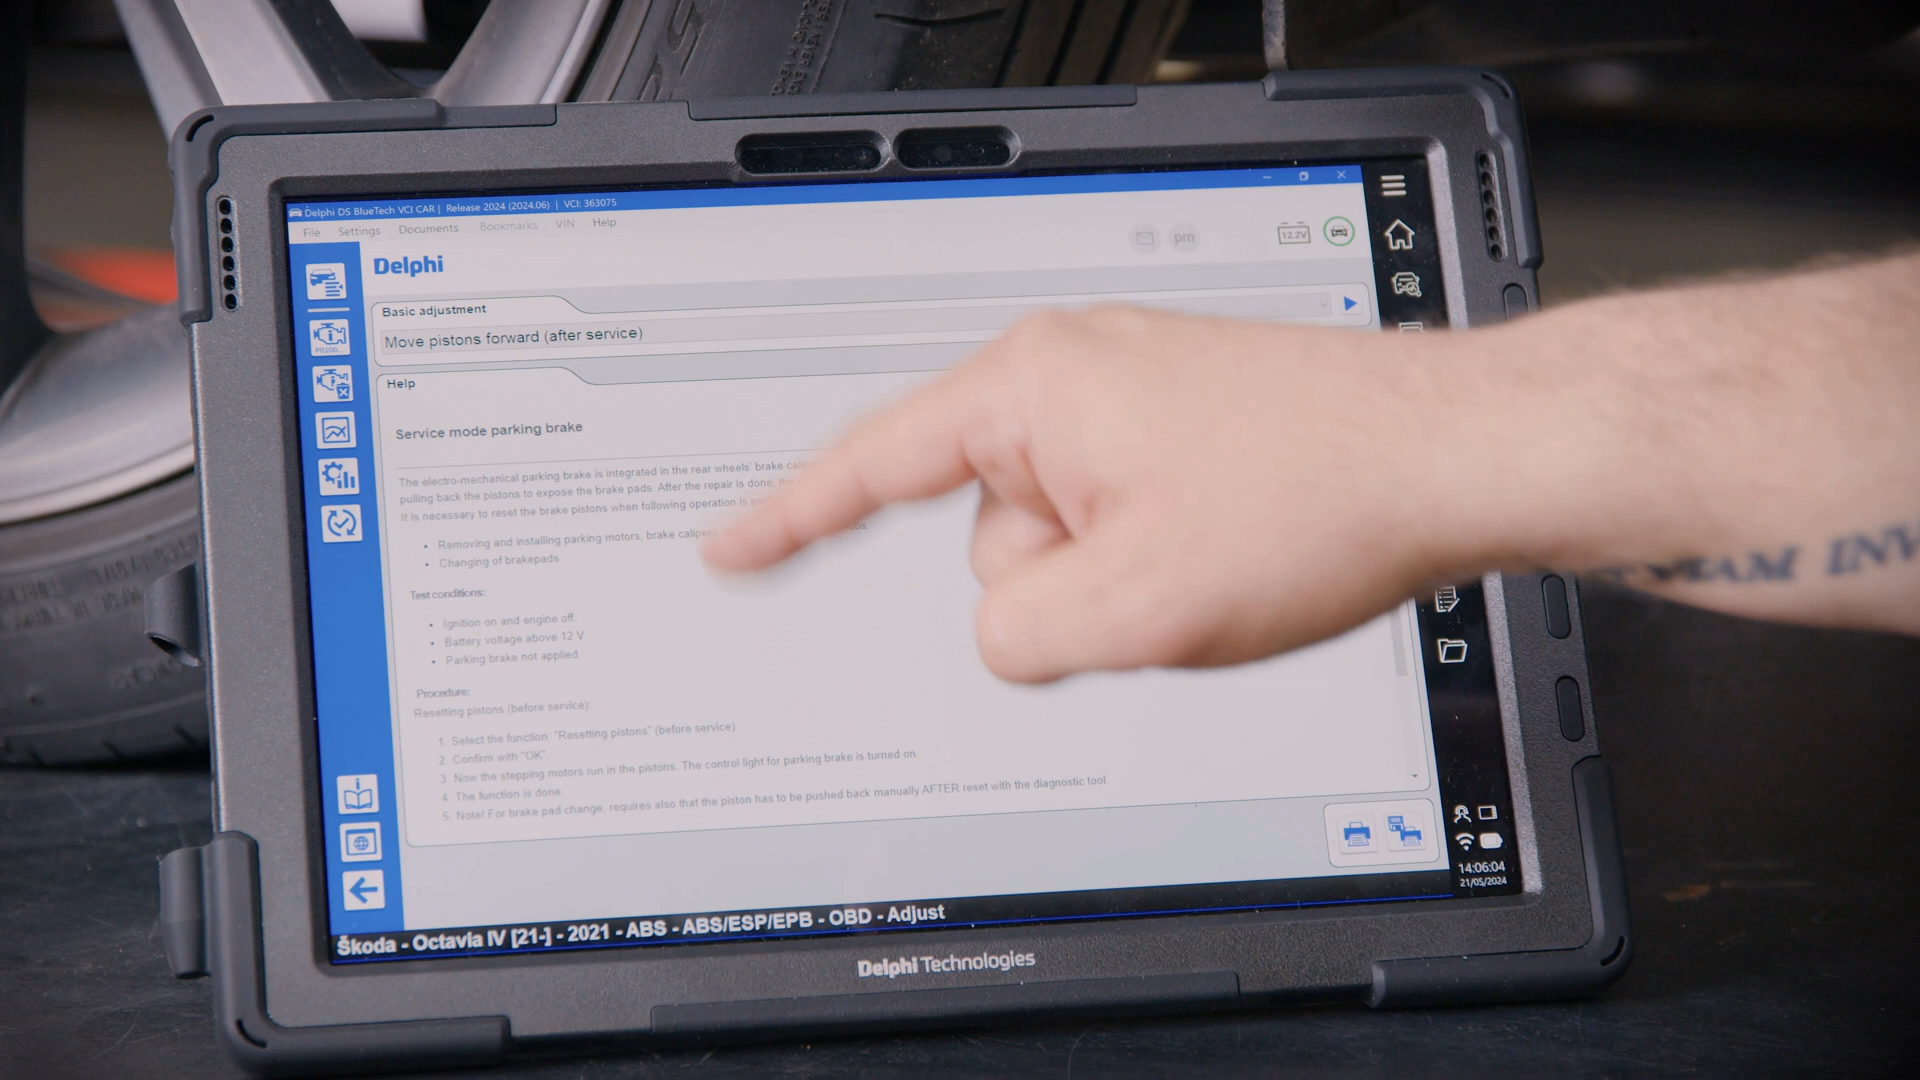 Delphi DS BlueTech VCI CAR | Release 2024 (2024.06) | VCI: 363075
File Settings Documents Bookmarks VIN Help
pm
12.2V
Delphi
Basic adjustment
Move pistons forward (after service)
Help
P0100
Service mode parking brake
The electro-mechanical parking brake is integrated in the rear wheels' brake
pulling back the pistons to expose the brake pads. After the repair is done,
It is necessary to reset the brake pistons when following operation is
• Removing and installing parking motors, brake
• Changing of brakepads.
Test conditions:
• Ignition on and engine off.
• Battery voltage above 12 V.
• Parking brake not applied.
Procedure:
Resetting pistons (before service):
1. Select the function: "Resetting pistons" (before service).
2. Confirm with "OK".
3. Now the stepping motors run in the pistons. The control light for parking brake is turned on.
4. The function is done.
5. Note! For brake pad change, requires also that the piston has to be pushed back manually AFTER reset with the diagnostic tool.
14:06:04
21/05/2024
Škoda - Octavia IV [21-] - 2021 - ABS - ABS/ESP/EPB - OBD - Adjust
Delphi Technologies